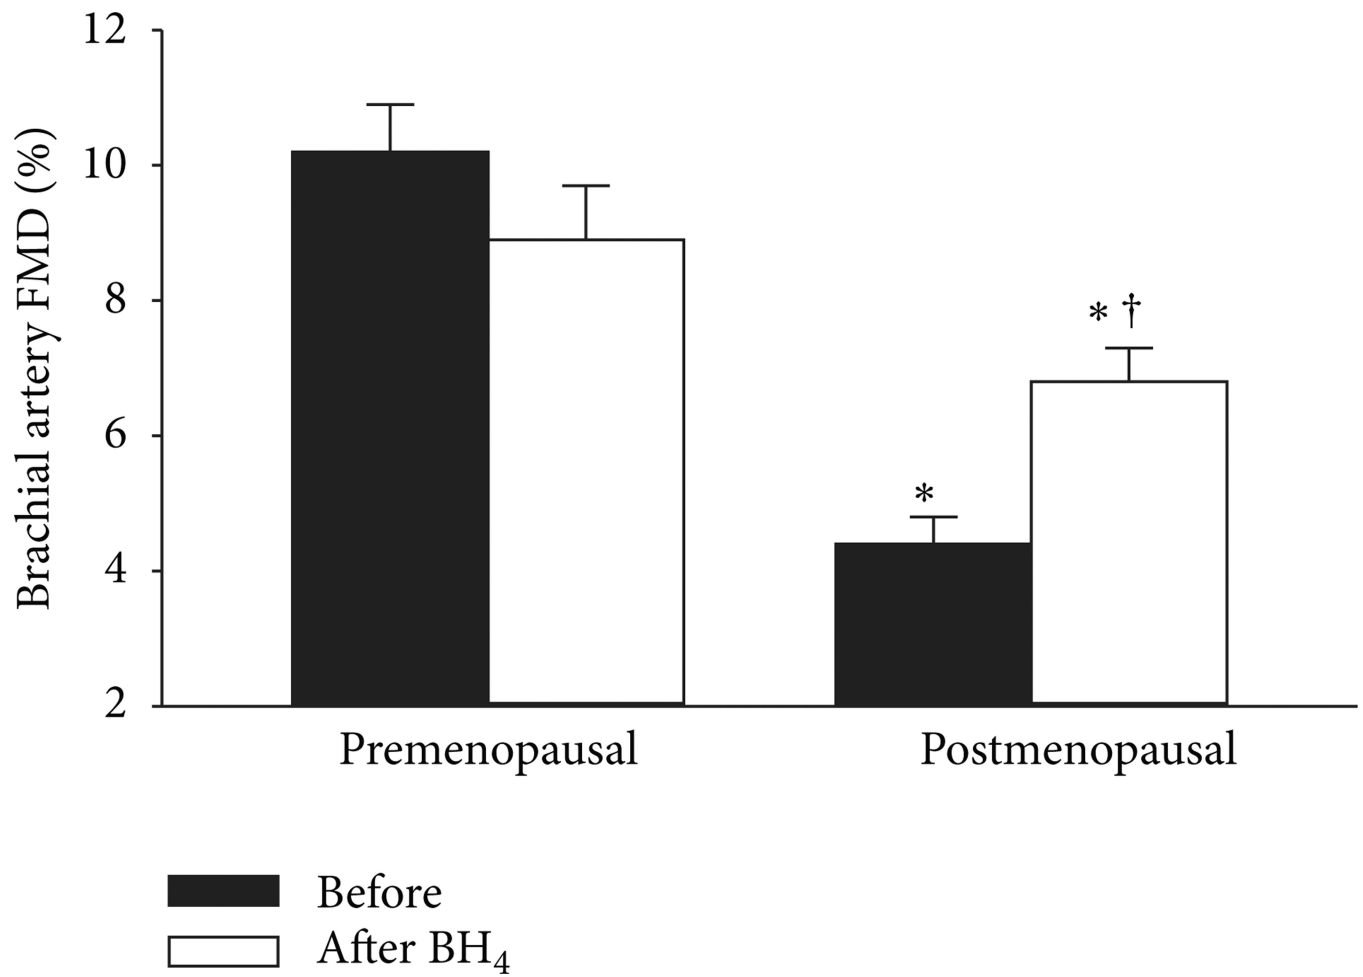 Brachial artery FMD (%)
12
10
8
6
4
2
*
* †
Premenopausal
Postmenopausal
Before
After BH₄